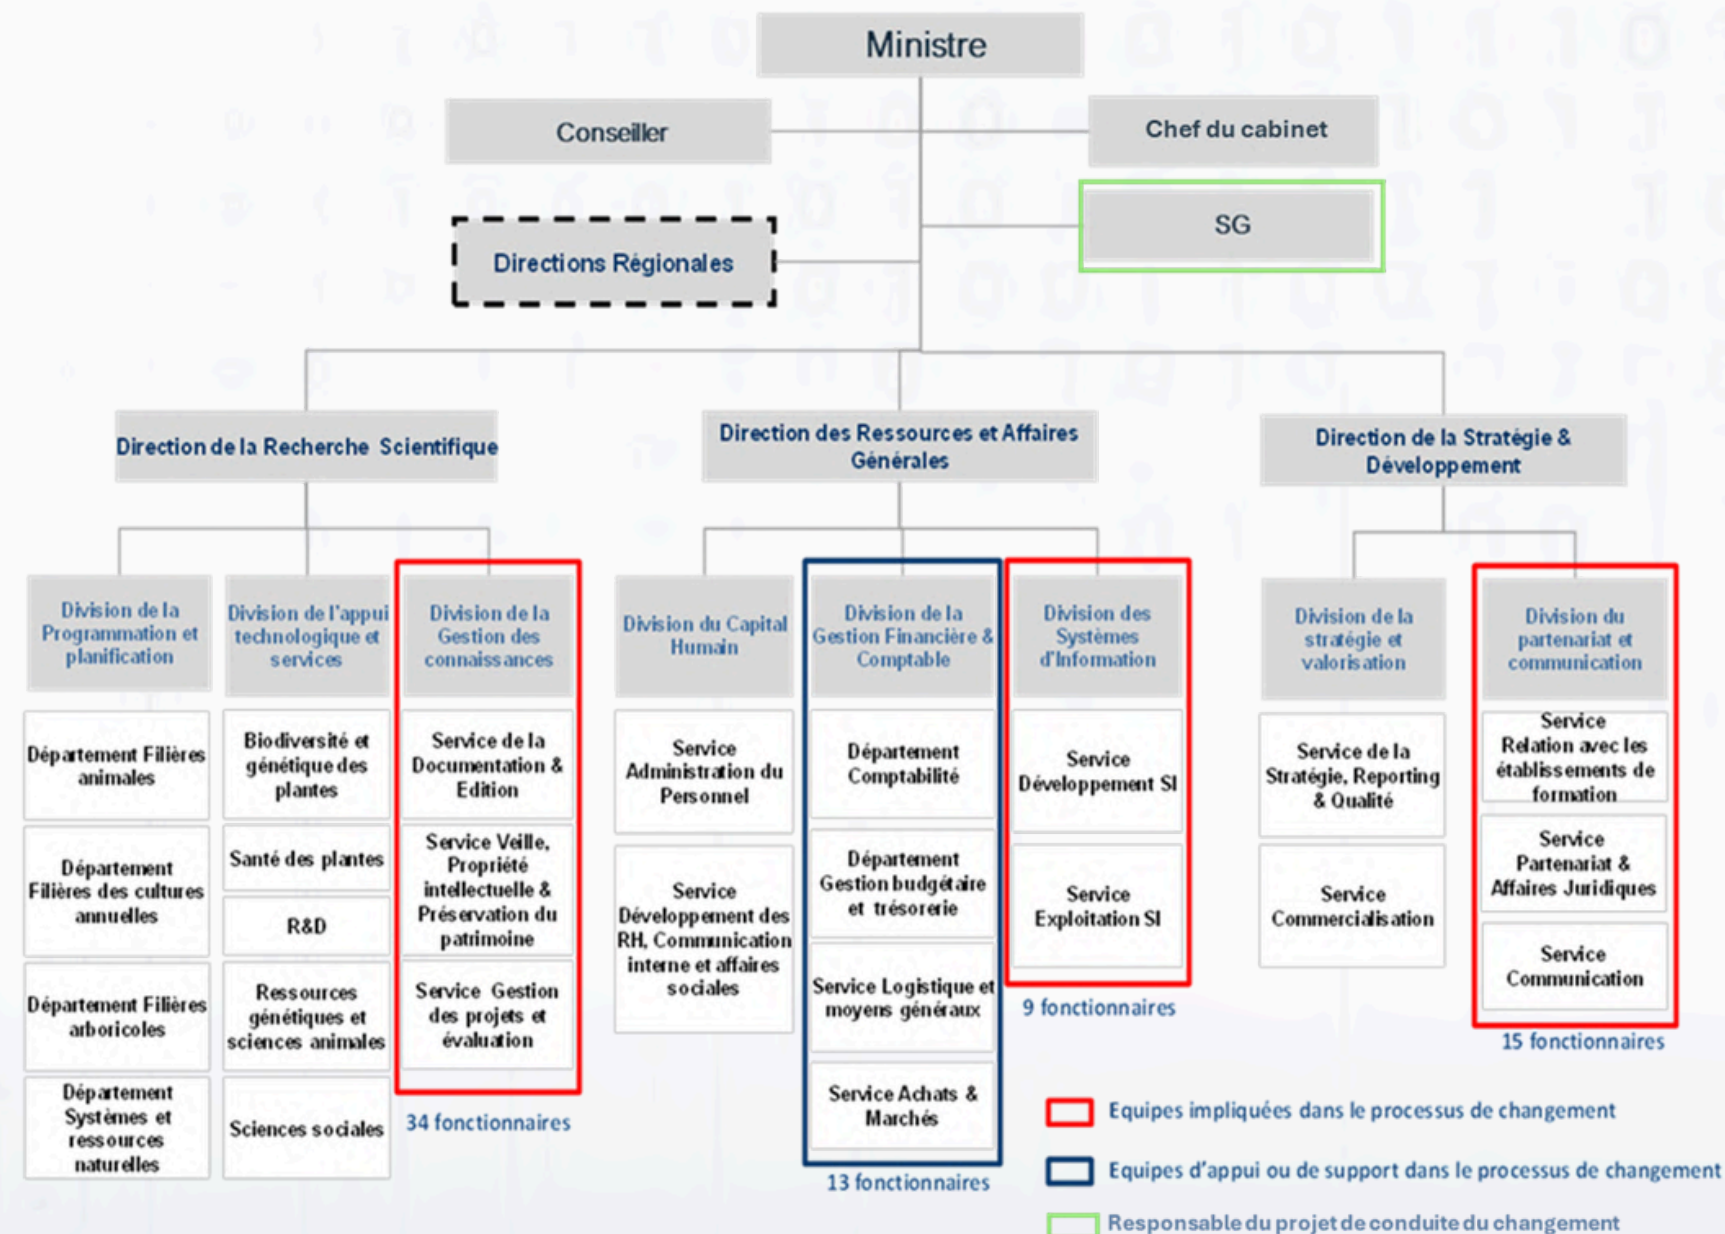 Ministre
Conseiller
Chef du cabinet
SG
Directions Régionales
Direction de la Recherche Scientifique
Direction des Ressources et Affaires
Générales
Direction de la Stratégie &
Développement
Division de la
Programmation et
planification
Division de l'appui
technologique et
services
Division de la
Gestion des
connaissances
Division du Capital
Humain
Division de la
Gestion Financière &
Comptable
Division des
Systèmes
d'Information
Division de la
stratégie et
valorisation
Division du
partenariat et
communication
Département Filières
animales
Département
Filières des cultures
annuelles
Département Filières
arboricoles
Département
Systèmes et
ressources
naturelles
Biodiversité et
génétique des
plantes
Santé des plantes
R&D
Ressources
génétiques et
sciences animales
Sciences sociales
Service de la
Documentation &
Edition
Service Veille,
Propriété
intellectuelle &
Préservation du
patrimoine
Service Gestion
des projets et
évaluation
34 fonctionnaires
Service
Administration du
Personnel
Service
Développement des
RH, Communication
interne et affaires
sociales
Département
Comptabilité
Département
Gestion budgétaire
et trésorerie
Service Logistique et
moyens généraux
Service Achats &
Marchés
13 fonctionnaires
Service
Développement SI
Service
Exploitation SI
9 fonctionnaires
Service de la
Stratégie, Reporting
& Qualité
Service
Commercialisation
Service
Relation avec les
établissements de
formation
Service
Partenariat &
Affaires Juridiques
Service
Communication
15 fonctionnaires
Equipes impliquées dans le processus de changement
Equipes d'appui ou de support dans le processus de changement
Responsable du projet de conduite du changement